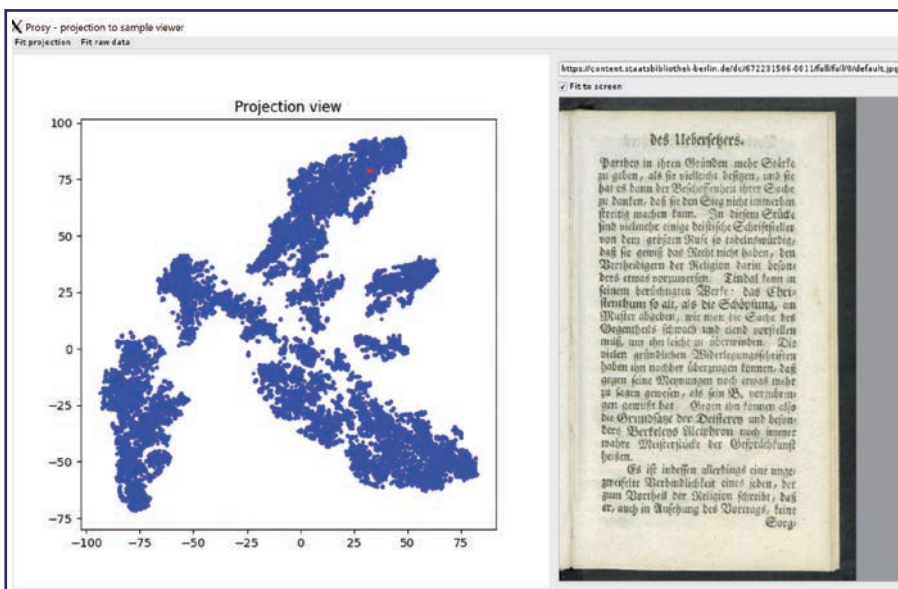 Prosy - projection to sample viewer
Fit projection Fit raw data
Projection view
100
75
50
25
0
−25
−50
−75
−100 −75 −50 −25 0 25 50 75
https://content.staatsbibliothek-berlin.de/dc/672231506-0011/full/full/0/default.jpg
Fit to screen
des Uebersetzers.
Parthey in ihren Gründen mehr Stärke
zu geben, als sie vielleicht besitzen, und sie
hat es dann der Beschaffenheit ihrer Sache
zu danken, daß sie den Sieg nicht immerhin
streitig machen kann. In diesem Stücke
sind vielmehr einige deistische Schriftsteller
von dem größten Rufe so tadelnswürdig,
daß sie gewiß das Recht nicht haben, den
Vertheidigern der Religion darin beson-
ders etwas vorzuwerfen. Tindal kann in
seinem berüchtigten Werke: das Chri-
stenthum so alt, als die Schöpfung, ein
Muster abgeben, wie man die Sache des
Gegentheils schwach und elend vorstellen
muß, um ihn leicht zu überwinden. Die
vielen gründlichen Widerlegungsschriften
haben ihn nachher überzeugen können, daß
gegen seine Meynungen noch etwas mehr
zu sagen gewesen, als sein B. vorzubrin-
gen gewußt hat. Gegen ihn können also
die Grundsätze der Deisterey und beson-
ders Berkeleys Alciphron noch immer
wahre Meisterstücke der Gesprächkunst
heißen.
Es ist indessen allerdings eine unge-
zweifelte Verbindlichkeit eines jeden, der
zum Vortheil der Religion schreibt, daß
er, auch in Ansehung des Vortrags, keine
Sorg-